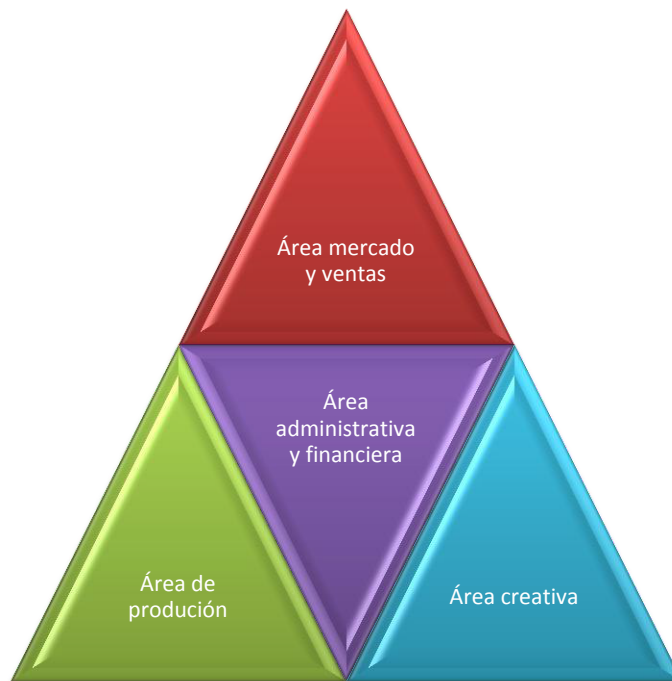 Área mercado
y ventas
Área
administrativa
y financiera
Área de
produción
Área creativa